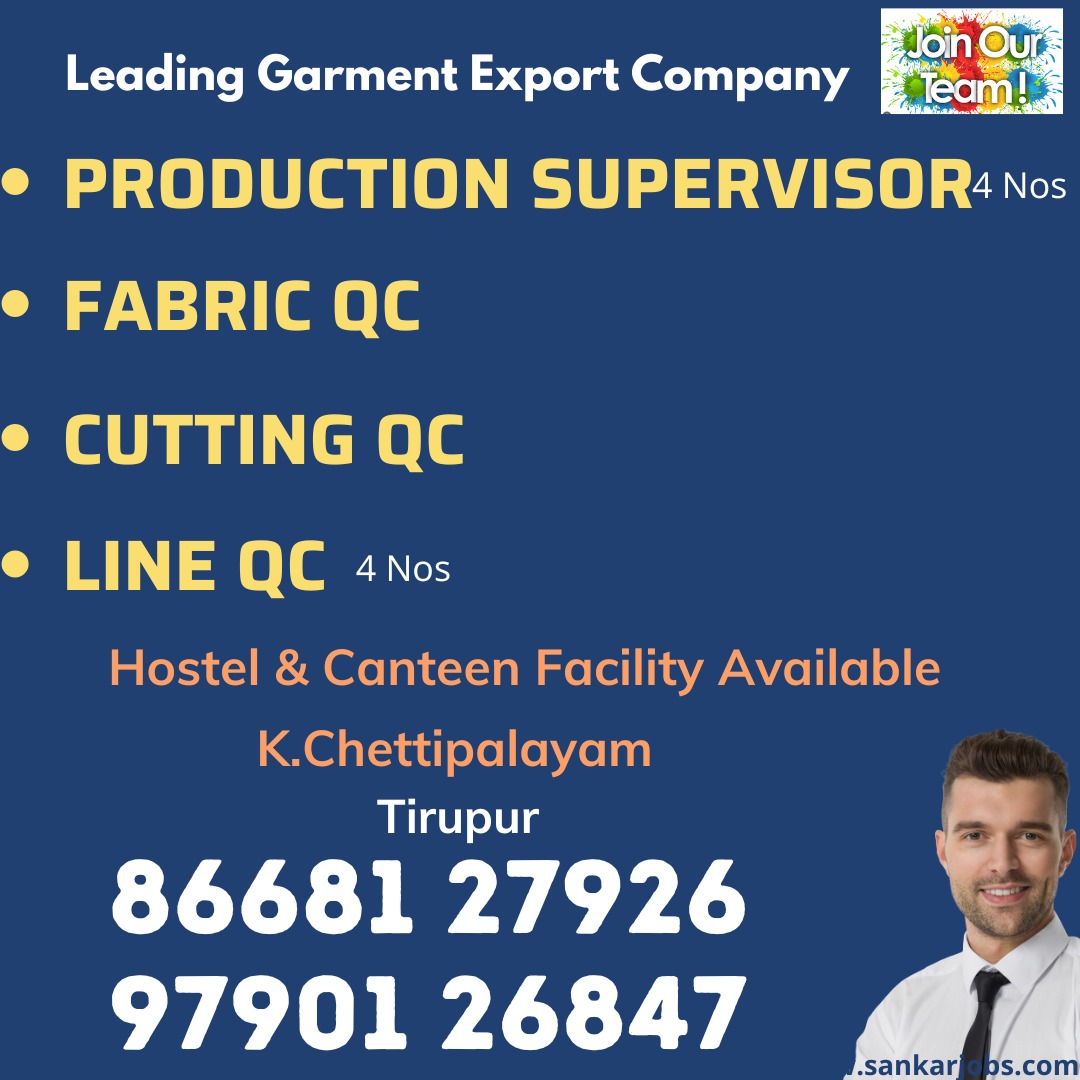 Leading Garment Export Company
Join Our
Team!
• PRODUCTION SUPERVISOR 4 Nos
• FABRIC QC
• CUTTING QC
• LINE QC 4 Nos
Hostel & Canteen Facility Available
K.Chettipalayam
Tirupur
86681 27926
97901 26847
.sankarjobs.com